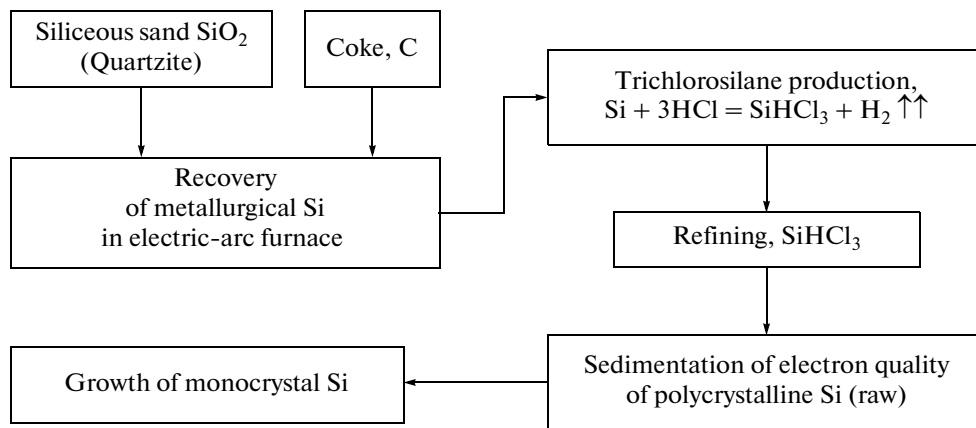 Siliceous sand SiO₂
(Quartzite)
Coke, C
Recovery
of metallurgical Si
in electric-arc furnace
Trichlorosilane production,
Si + 3HCl = SiHCl₃ + H₂ ↑↑
Refining, SiHCl₃
Sedimentation of electron quality
of polycrystalline Si (raw)
Growth of monocrystal Si